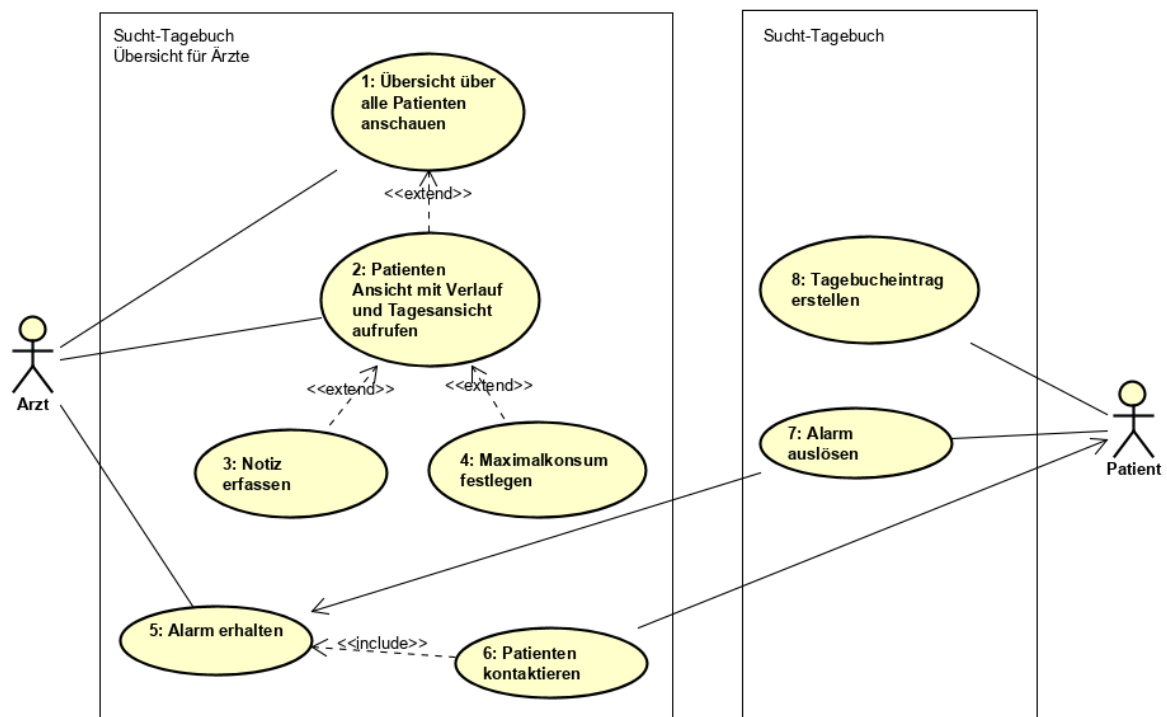 Sucht-Tagebuch
Übersicht für Ärzte
1: Übersicht über
alle Patienten
anschauen
<<extend>>
2: Patienten
Ansicht mit Verlauf
und Tagesansicht
aufrufen
<<extend>>
<<extend>>
3: Notiz
erfassen
4: Maximalkonsum
festlegen
5: Alarm erhalten
<<include>>
6: Patienten
kontaktieren
Arzt
Sucht-Tagebuch
8: Tagebucheintrag
erstellen
7: Alarm
auslösen
Patient